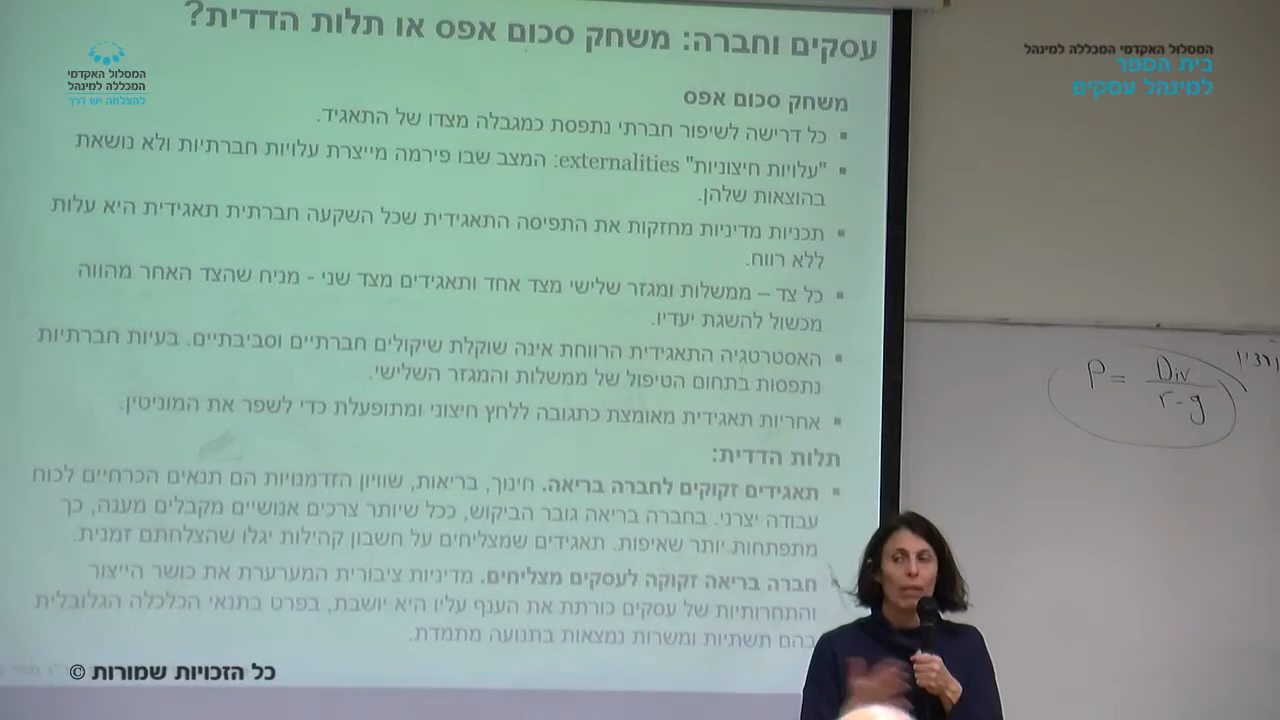 עסקים וחברה: משחק סכום אפס או תלות הדדית?
משחק סכום אפס
▪ כל דרישה לשיפור חברתי נתפסת כמגבלה מצדו של התאגיד.
▪ "עלויות חיצוניות" externalities: המצב שבו פירמה מייצרת עלויות חברתיות ולא נושאת
בהוצאות שלהן.
▪ תכניות מדיניות מחזקות את התפיסה התאגידית שכל השקעה חברתית תאגידית היא עלות
ללא רווח.
▪ כל צד – ממשלות ומגזר שלישי מצד אחד ותאגידים מצד שני - מניח שהצד האחר מהווה
מכשול להשגת יעדיו.
▪ האסטרטגיה התאגידית הרווחת אינה שוקלת שיקולים חברתיים וסביבתיים. בעיות חברתיות
נתפסות בתחום הטיפול של ממשלות והמגזר השלישי.
▪ אחריות תאגידית מאומצת כתגובה ללחץ חיצוני ומתופעלת כדי לשפר את המוניטין.
תלות הדדית:
▪ תאגידים זקוקים לחברה בריאה. חינוך, בריאות, שוויון הזדמנויות הם תנאים הכרחיים לכוח
עבודה יצרני. בחברה בריאה גובר הביקוש, ככל שיותר צרכים אנושיים מקבלים מענה, כך
מתפתחות יותר שאיפות. תאגידים שמצליחים על חשבון קהילות יגלו שהצלחתם זמנית.
▪ חברה בריאה זקוקה לעסקים מצליחים. מדיניות ציבורית המערערת את כושר הייצור
והתחרותיות של עסקים כורתת את הענף עליו היא יושבת, בפרט בתנאי הכלכלה הגלובלית
בהם תשתיות ומשרות נמצאות בתנועה מתמדת.
המסלול האקדמי המכללה למינהל
בית הספר
למינהל עסקים
המסלול האקדמי
המכללה למינהל
להצלחה יש דרך
P = Div
r-g
כל הזכויות שמורות ©